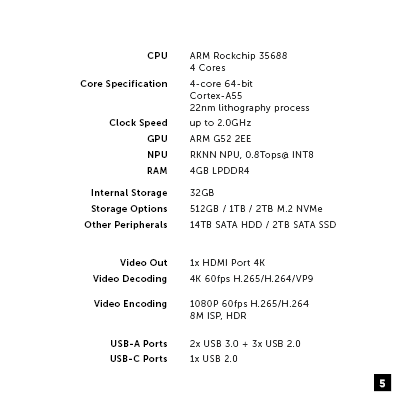 CPU ARM Rockchip 35688
4 Cores
Core Specification 4-core 64-bit
Cortex-A55
22nm lithography process
Clock Speed up to 2.0GHz
GPU ARM G52 2EE
NPU RKNN NPU, 0.8Tops@ INT8
RAM 4GB LPDDR4
Internal Storage 32GB
Storage Options 512GB / 1TB / 2TB M.2 NVMe
Other Peripherals 14TB SATA HDD / 2TB SATA SSD
Video Out 1x HDMI Port 4K
Video Decoding 4K 60fps H.265/H.264/VP9
Video Encoding 1080P 60fps H.265/H.264
8M ISP, HDR
USB-A Ports 2x USB 3.0 + 3x USB 2.0
USB-C Ports 1x USB 2.0
5